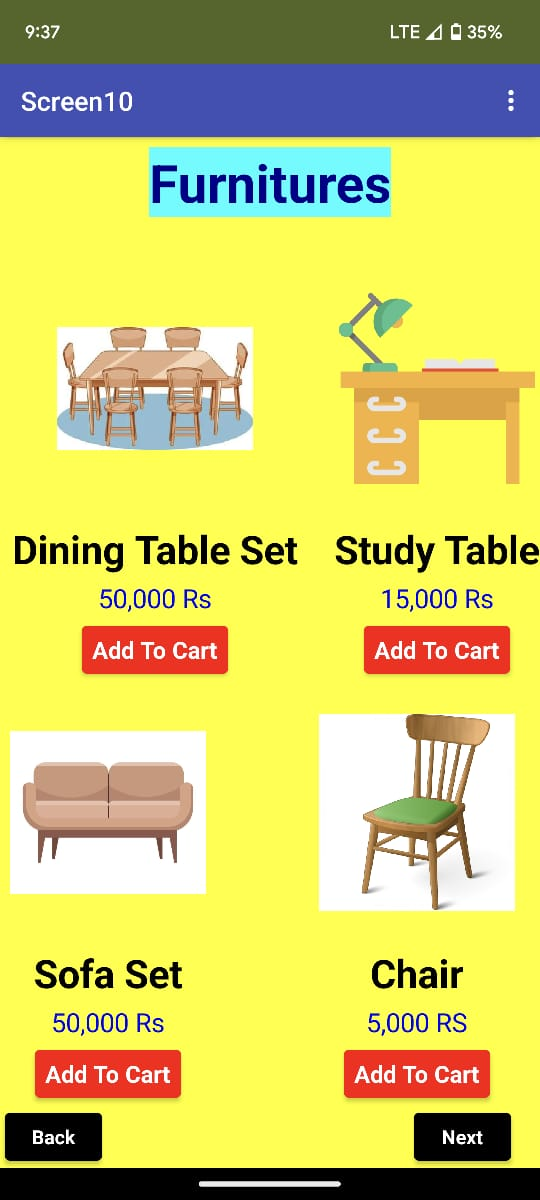 9:37
LTE 35%
Screen10
Furnitures
Dining Table Set
Study Table
50,000 Rs
15,000 Rs
Add To Cart
Add To Cart
Sofa Set
Chair
50,000 Rs
5,000 RS
Add To Cart
Add To Cart
Back
Next